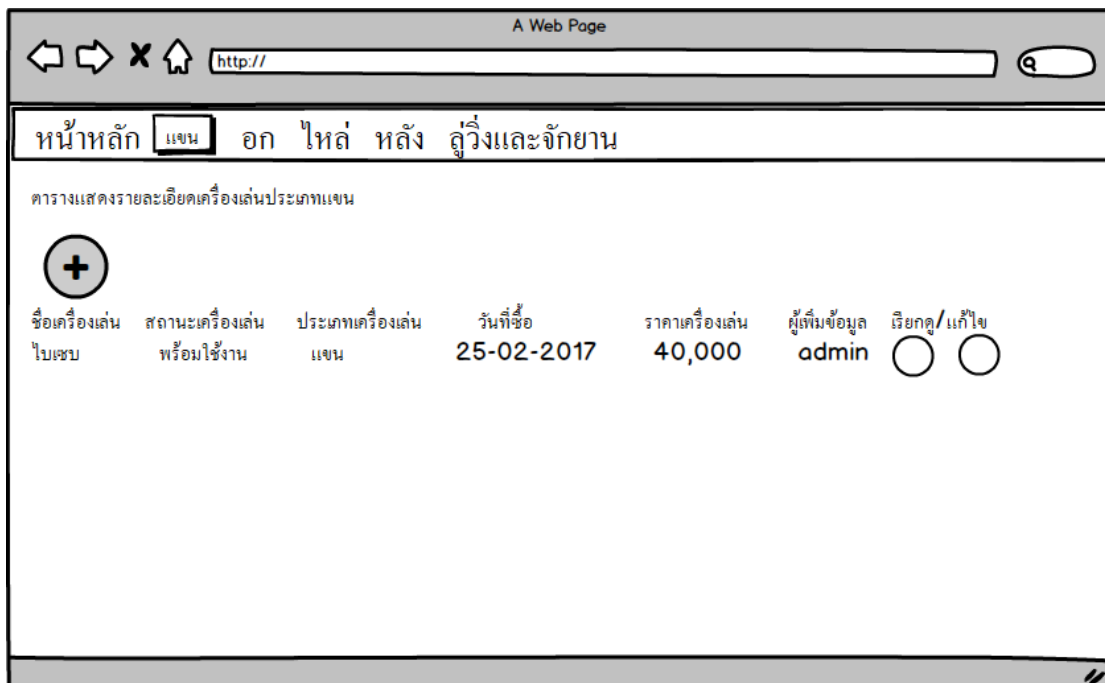 A Web Page
http://
หน้าหลัก แขน อก ไหล่ หลัง ลู่วิ่งและจักยาน
ตารางแสดงรายละเอียดเครื่องเล่นประเภทแขน
ชื่อเครื่องเล่น สถานะเครื่องเล่น ประเภทเครื่องเล่น วันที่ซื้อ ราคาเครื่องเล่น ผู้เพิ่มข้อมูล เรียกดู/แก้ไข
ไบเซบ พร้อมใช้งาน แขน 25-02-2017 40,000 admin